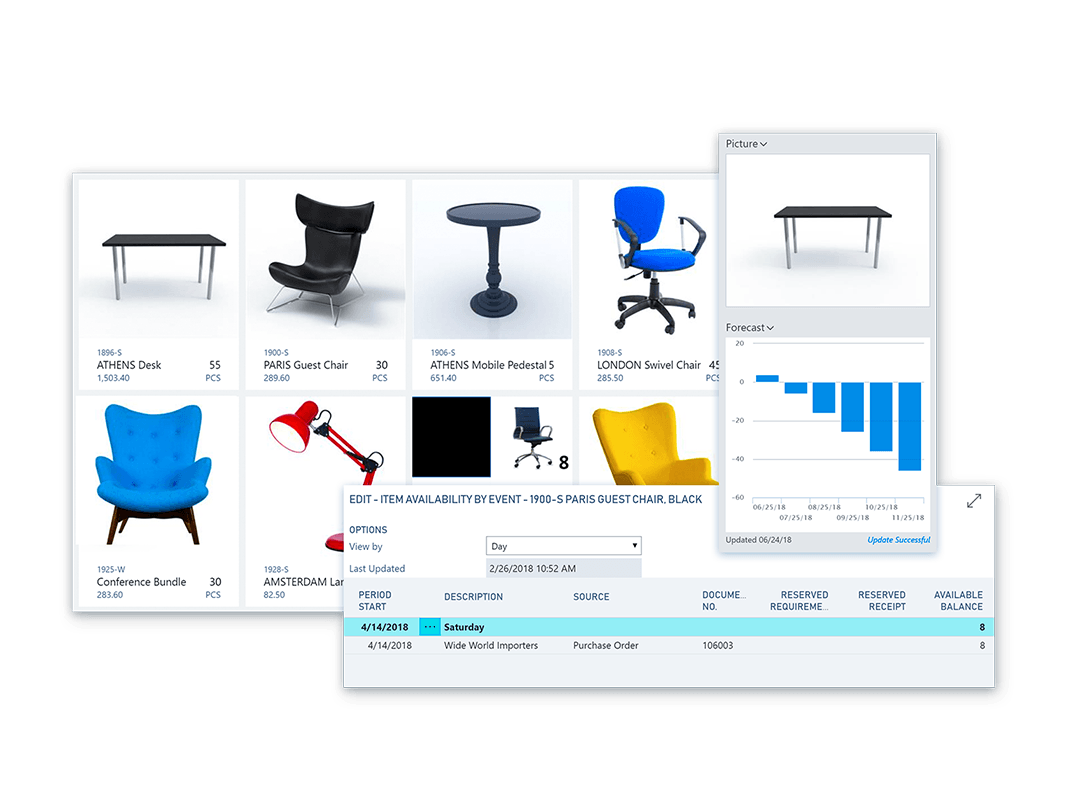 Picture
1896-S
ATHENS Desk 55
1,503.40 PCS
1900-S
PARIS Guest Chair 30
289.60 PCS
1906-S
ATHENS Mobile Pedestal 5
651.40 PCS
1908-S
LONDON Swivel Chair 45
285.50 PCS
Forecast
20
0
-20
-40
-60
06/25/18 08/25/18 10/25/18
07/25/18 09/25/18 11/25/18
Updated 06/24/18 Update Successful
8
1925-W
Conference Bundle 30
283.60 PCS
1928-S
AMSTERDAM Lar
82.50
EDIT - ITEM AVAILABILITY BY EVENT - 1900-S PARIS GUEST CHAIR, BLACK
OPTIONS
View by Day
Last Updated 2/26/2018 10:52 AM
PERIOD START DESCRIPTION SOURCE DOCUME... NO. RESERVED REQUIREME... RESERVED RECEIPT AVAILABLE BALANCE
4/14/2018 ... Saturday 8
4/14/2018 Wide World Importers Purchase Order 106003 8